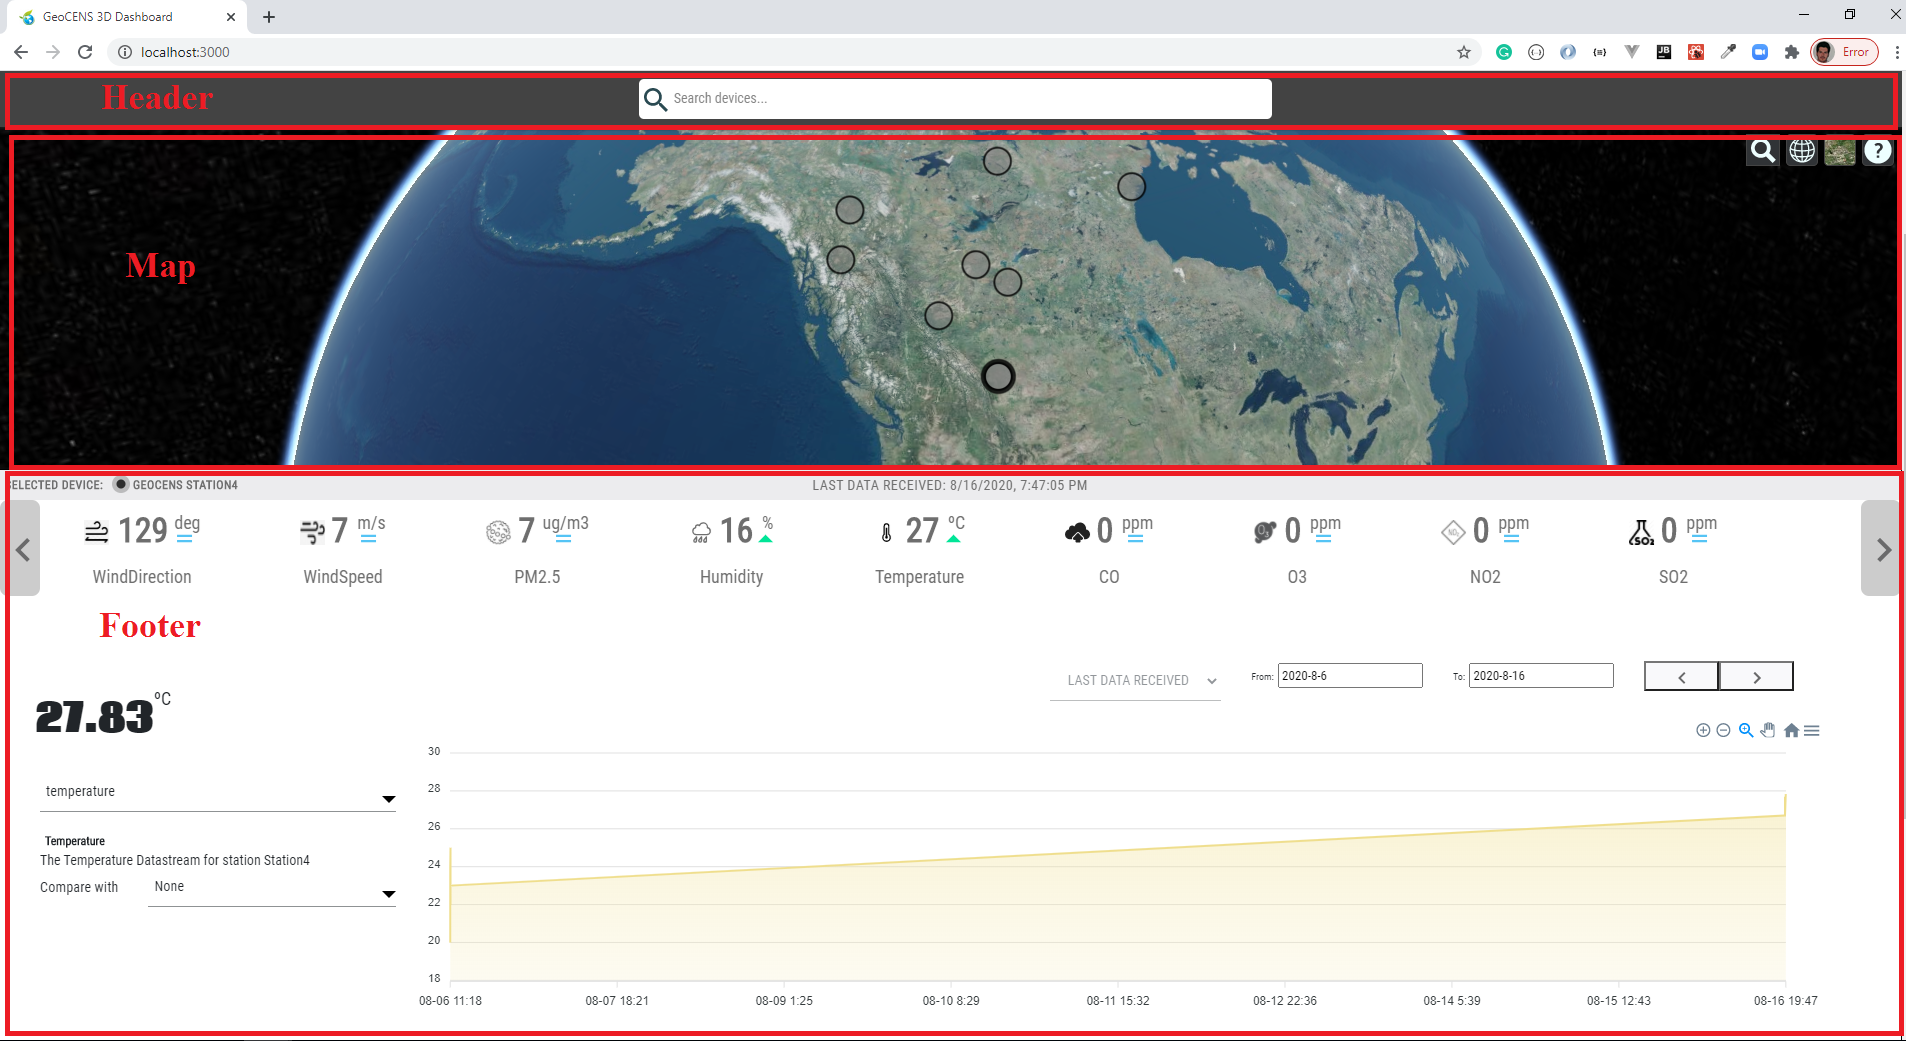 GeoCENS 3D Dashboard
localhost:3000
JB
Error
Header
Search devices...
?
Map
SELECTED DEVICE: GEOCENS STATION4
LAST DATA RECEIVED: 8/16/2020, 7:47:05 PM
129 deg
WindDirection
7 m/s
WindSpeed
7 ug/m3
PM2.5
16 %
Humidity
27 °C
Temperature
0 ppm
CO
O3
0 ppm
O3
NO2
0 ppm
NO2
SO2
0 ppm
SO2
Footer
LAST DATA RECEIVED
From: 2020-8-6
To: 2020-8-16
27.83 °C
temperature
Temperature
The Temperature Datastream for station Station4
Compare with None
30
28
26
24
22
20
18
08-06 11:18 08-07 18:21 08-09 1:25 08-10 8:29 08-11 15:32 08-12 22:36 08-14 5:39 08-15 12:43 08-16 19:47